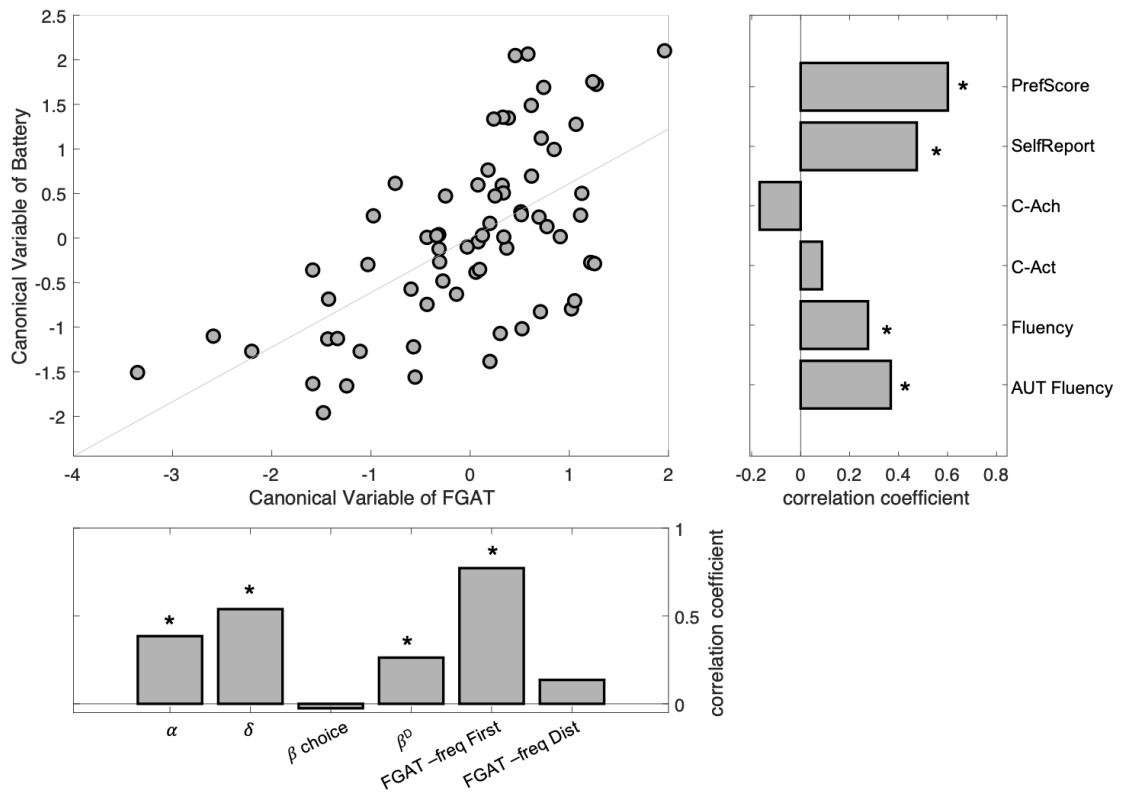 2.5
2
1.5
1
0.5
0
-0.5
-1
-1.5
-2
Canonical Variable of Battery
-4 -3 -2 -1 0 1 2
Canonical Variable of FGAT
* PrefScore
* SelfReport
C-Ach
C-Act
* Fluency
* AUT Fluency
-0.2 0 0.2 0.4 0.6 0.8
correlation coefficient
1
0.5
0
correlation coefficient
* * * *
α
δ
β choice
βᴰ
FGAT –freq First
FGAT –freq Dist